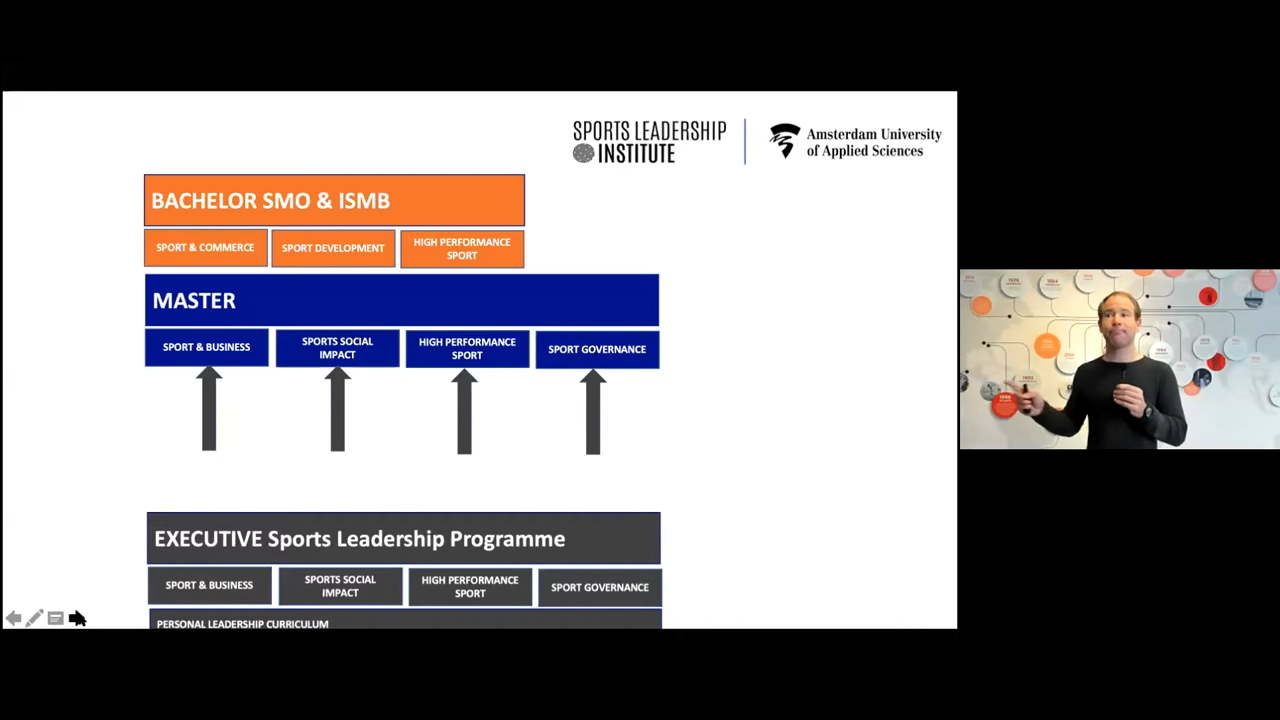 SPORTS LEADERSHIP
INSTITUTE
Amsterdam University
of Applied Sciences
BACHELOR SMO & ISMB
SPORT & COMMERCE
SPORT DEVELOPMENT
HIGH PERFORMANCE
SPORT
MASTER
SPORT & BUSINESS
SPORTS SOCIAL
IMPACT
HIGH PERFORMANCE
SPORT
SPORT GOVERNANCE
EXECUTIVE Sports Leadership Programme
SPORT & BUSINESS
SPORTS SOCIAL
IMPACT
HIGH PERFORMANCE
SPORT
SPORT GOVERNANCE
PERSONAL LEADERSHIP CURRICULUM